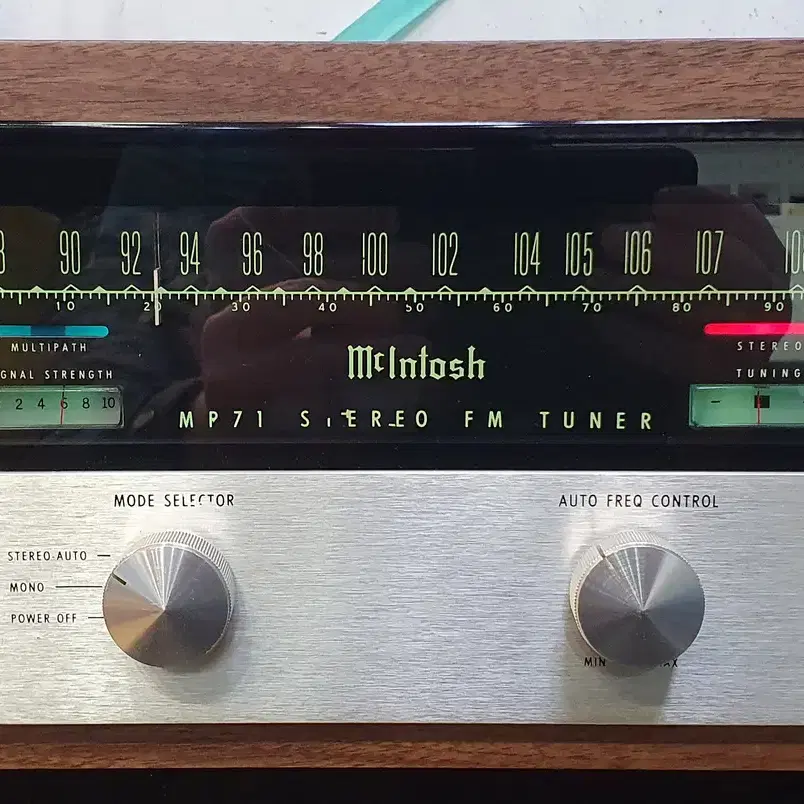 90 92 94 96 98 100 102 104 105 106 107
10 20 30 40 50 60 70 80 90
MULTIPATH
STEREO
McIntosh
GNAL STRENGTH
TUNING
2 4 6 8 10
MP71 STEREO FM TUNER
MODE SELECTOR
AUTO FREQ CONTROL
STEREO-AUTO
MONO
POWER OFF
MIN